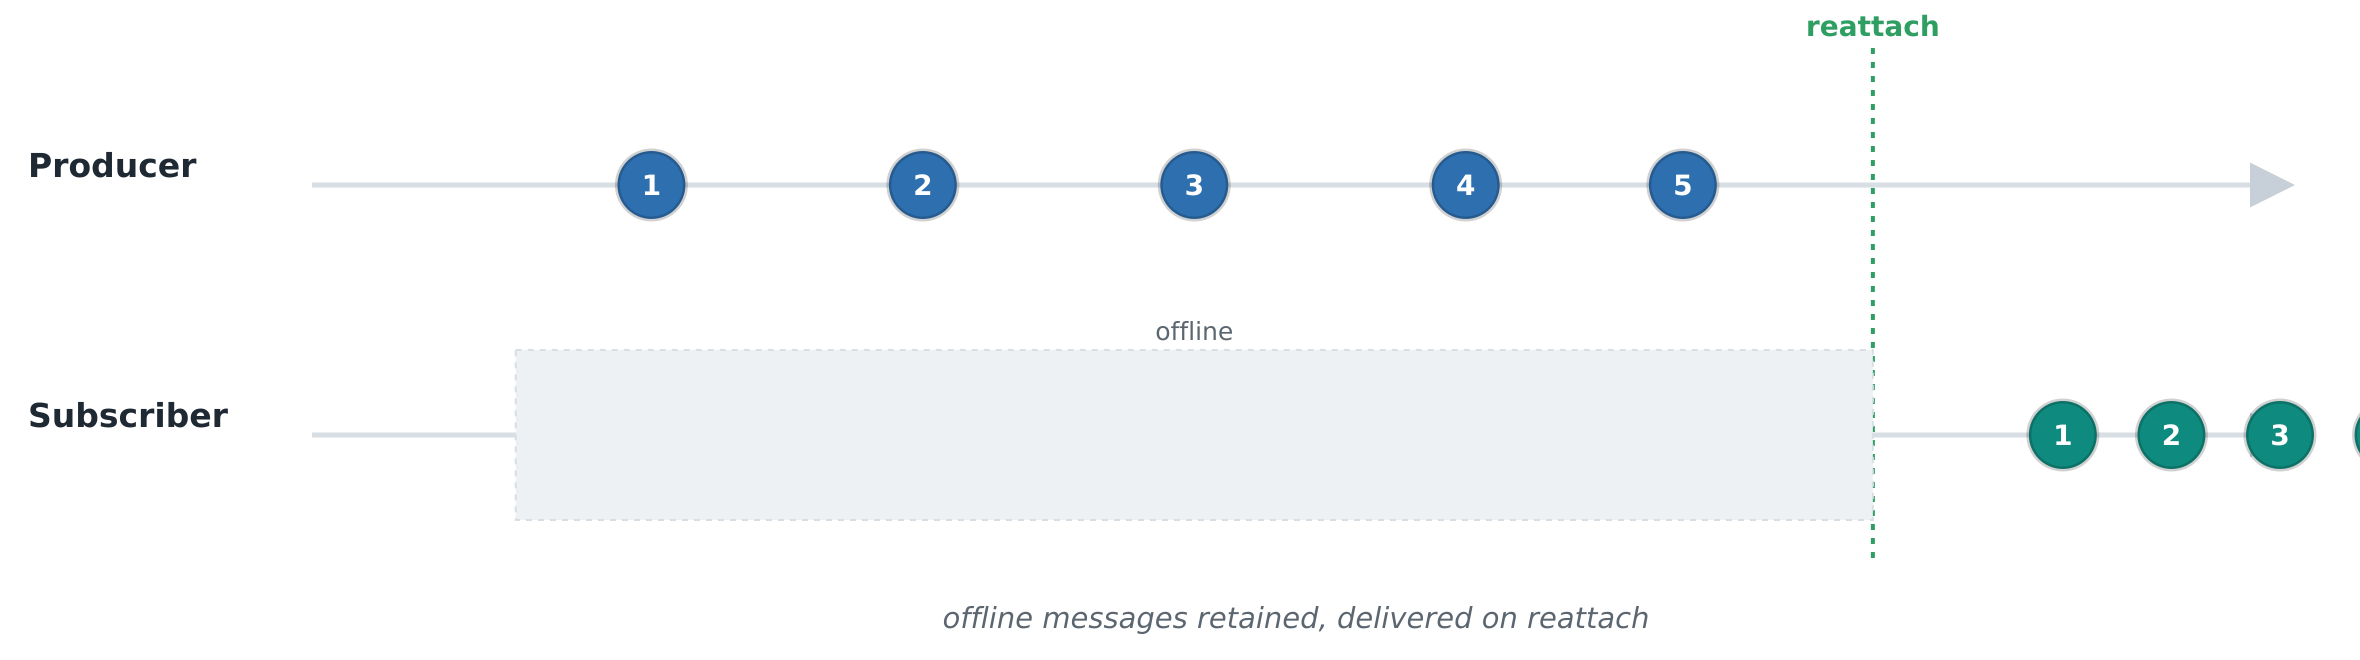 reattach
Producer
1 2 3 4 5
offline
Subscriber
1 2 3
offline messages retained, delivered on reattach